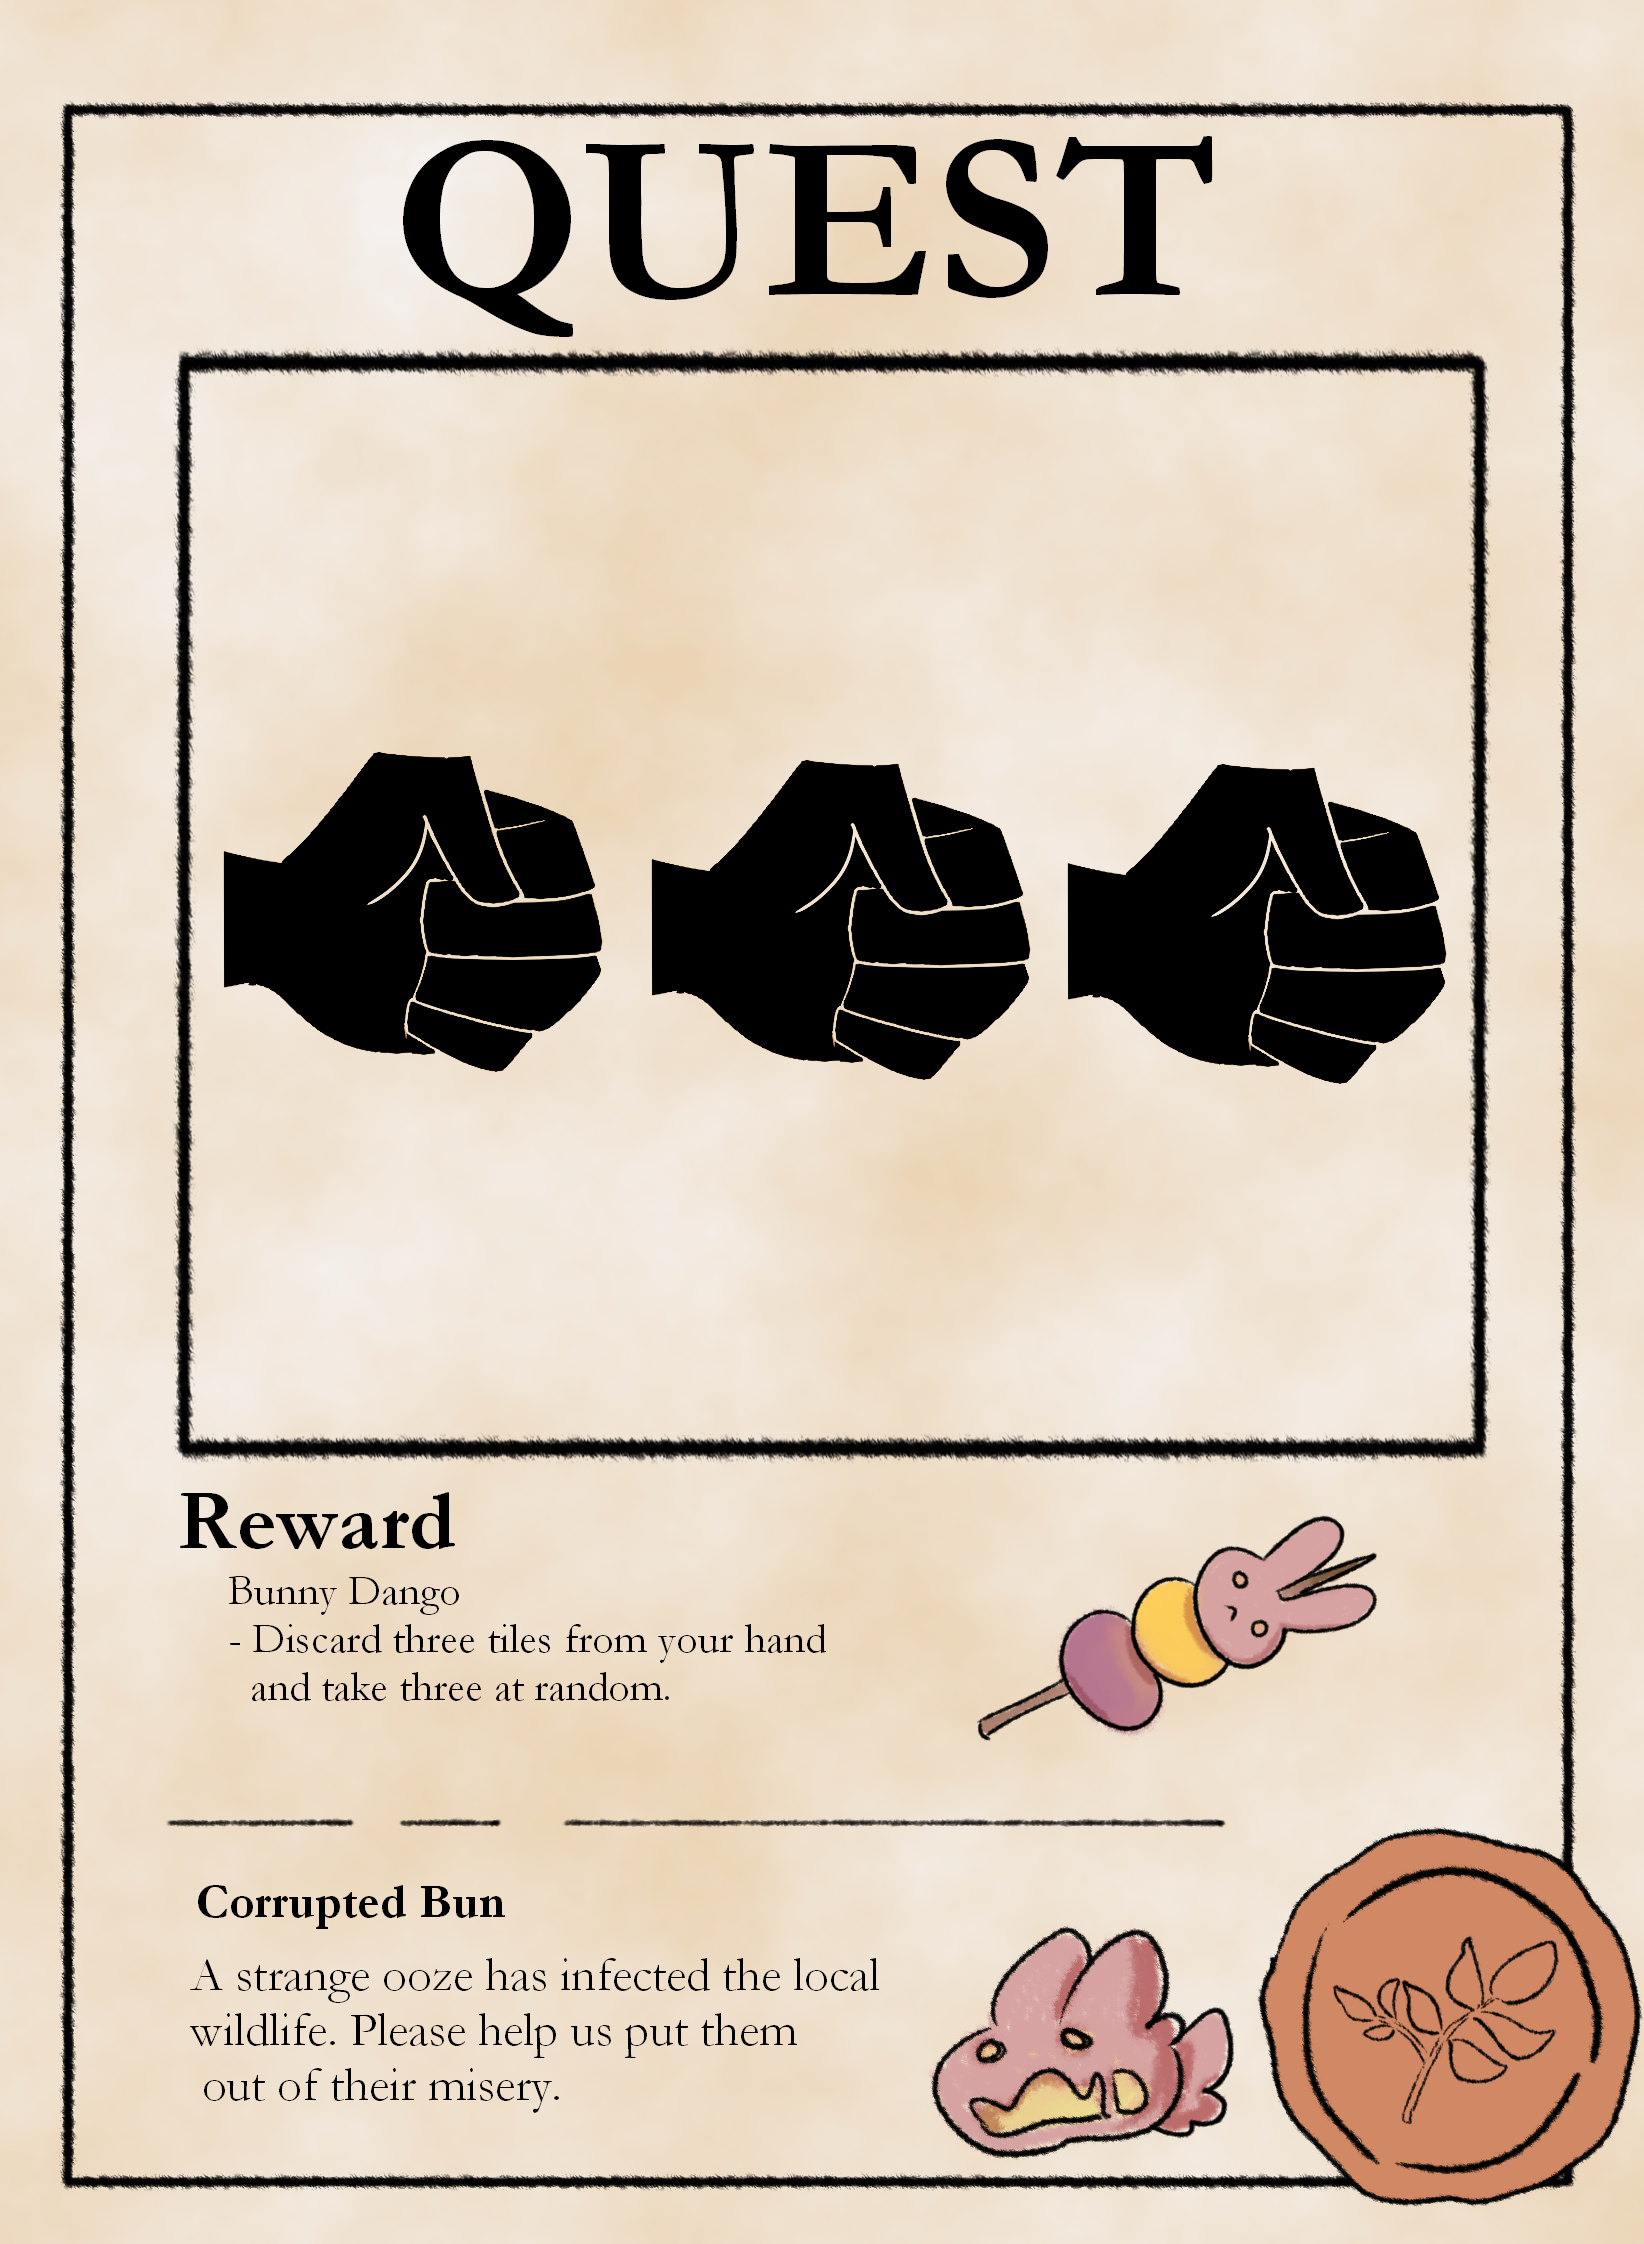 QUEST
Reward
Bunny Dango
- Discard three tiles from your hand
and take three at random.
Corrupted Bun
A strange ooze has infected the local
wildlife. Please help us put them
out of their misery.